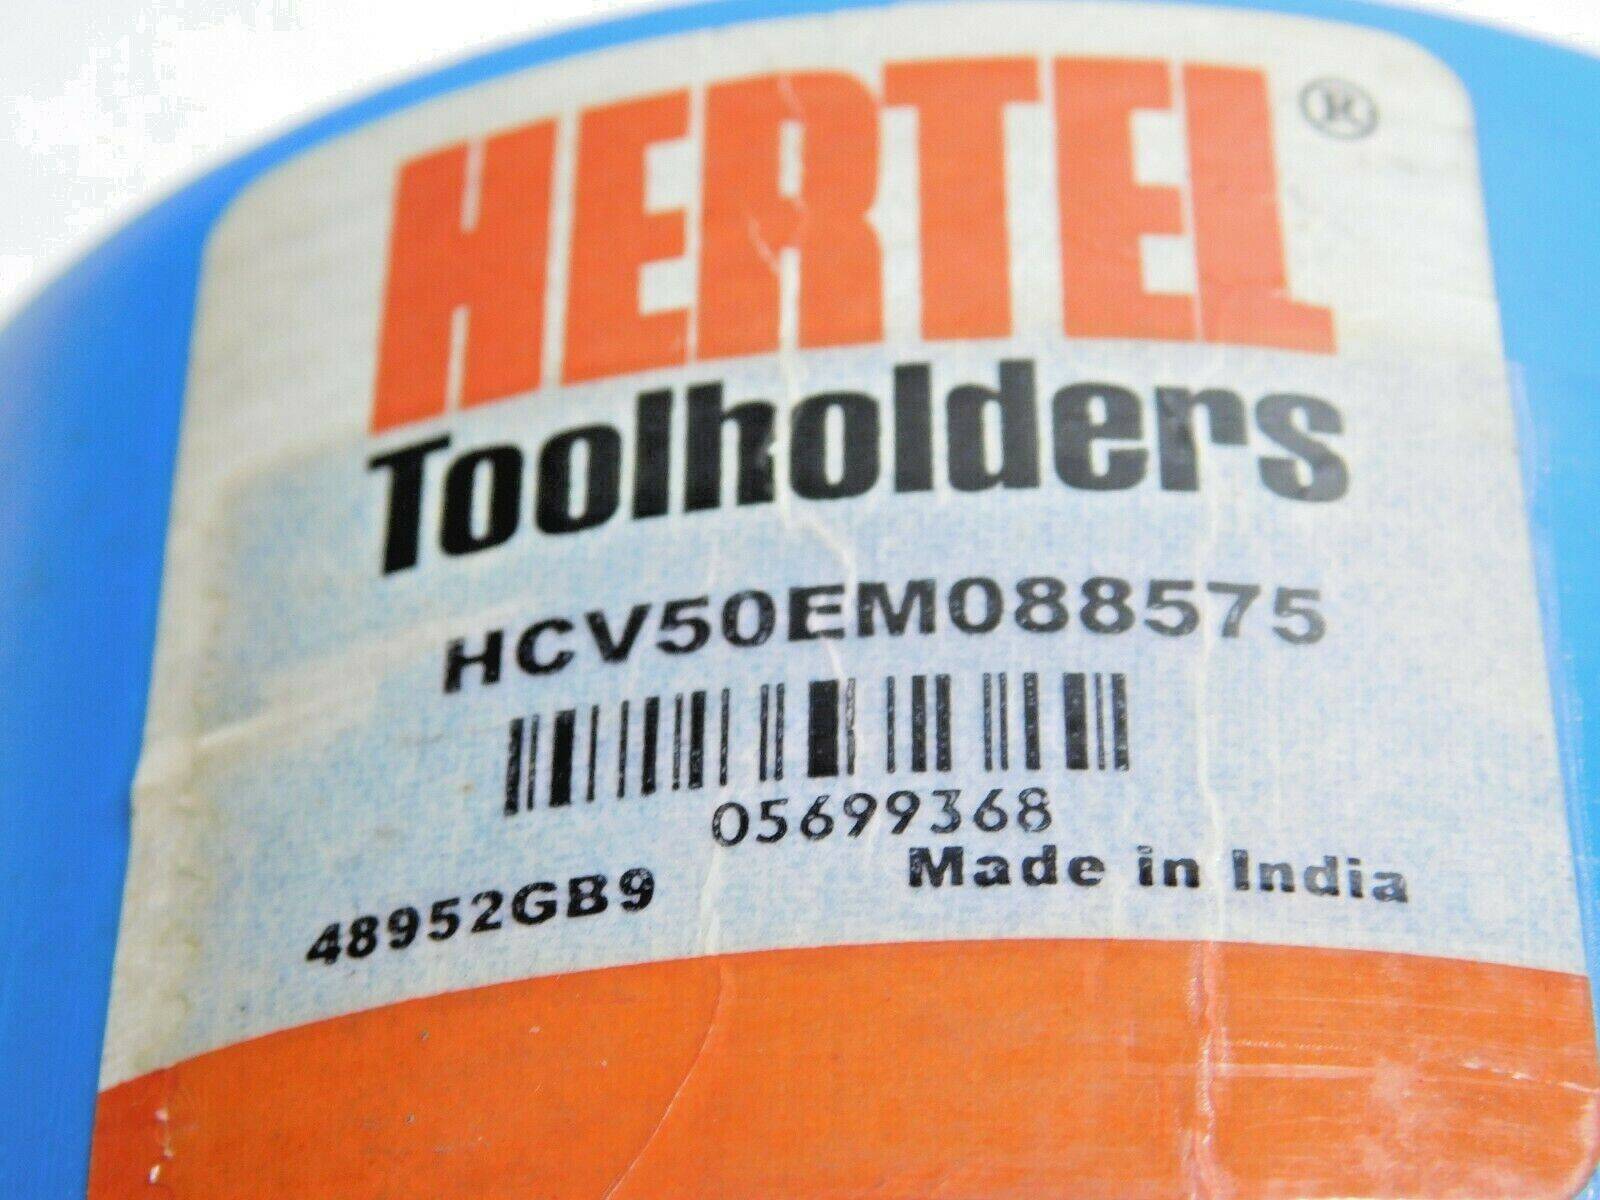 HERTEL®
Toolholders
HCV50EM088575
05699368
48952GB9 Made in India